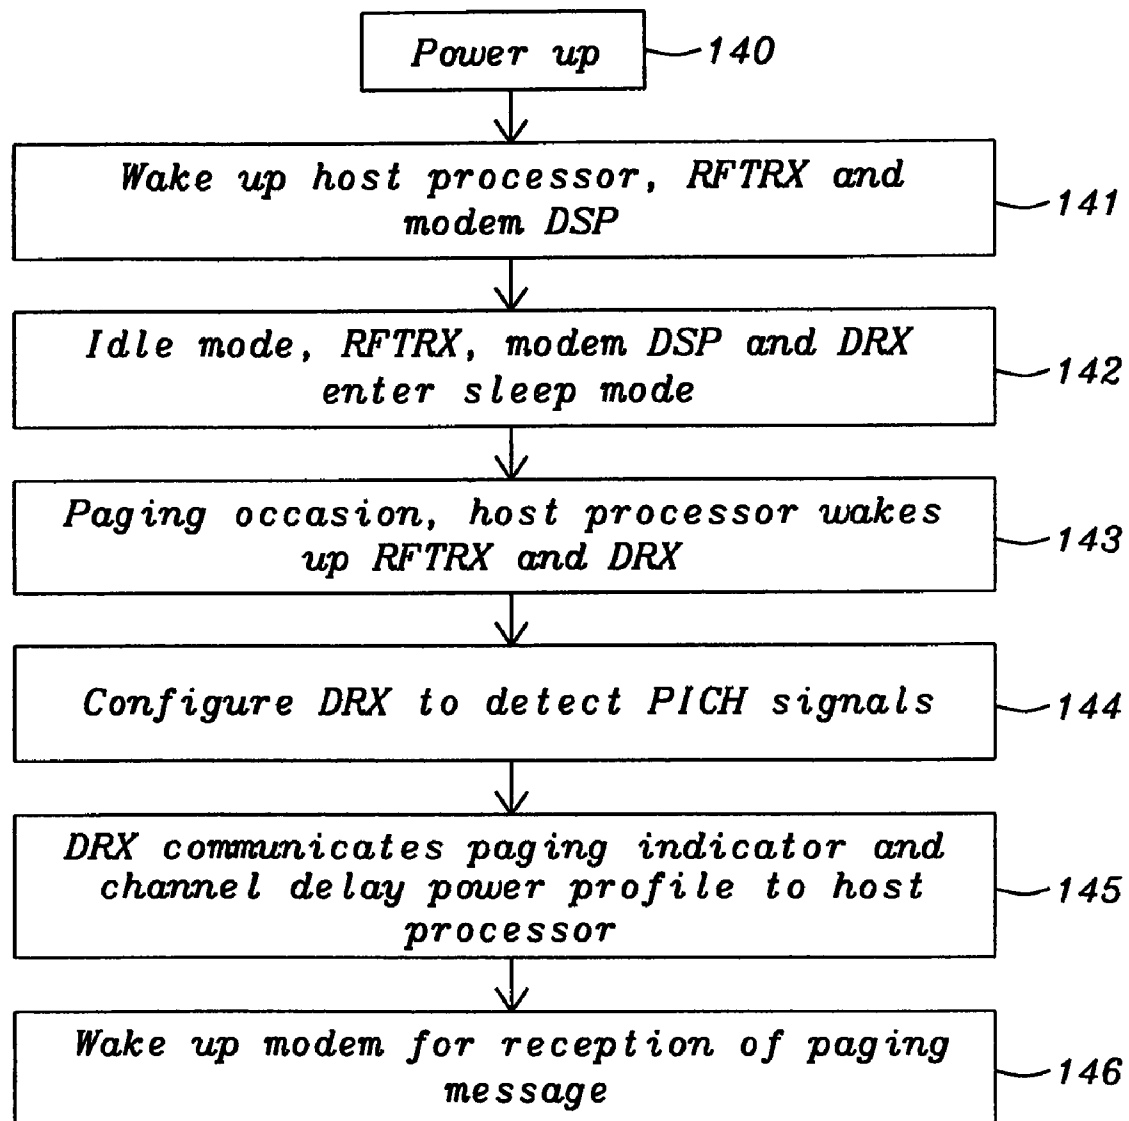 Power up
140
Wake up host processor, RFTRX and
modem DSP
141
Idle mode, RFTRX, modem DSP and DRX
enter sleep mode
142
Paging occasion, host processor wakes
up RFTRX and DRX
143
Configure DRX to detect PICH signals
144
DRX communicates paging indicator and
channel delay power profile to host
processor
145
Wake up modem for reception of paging
message
146